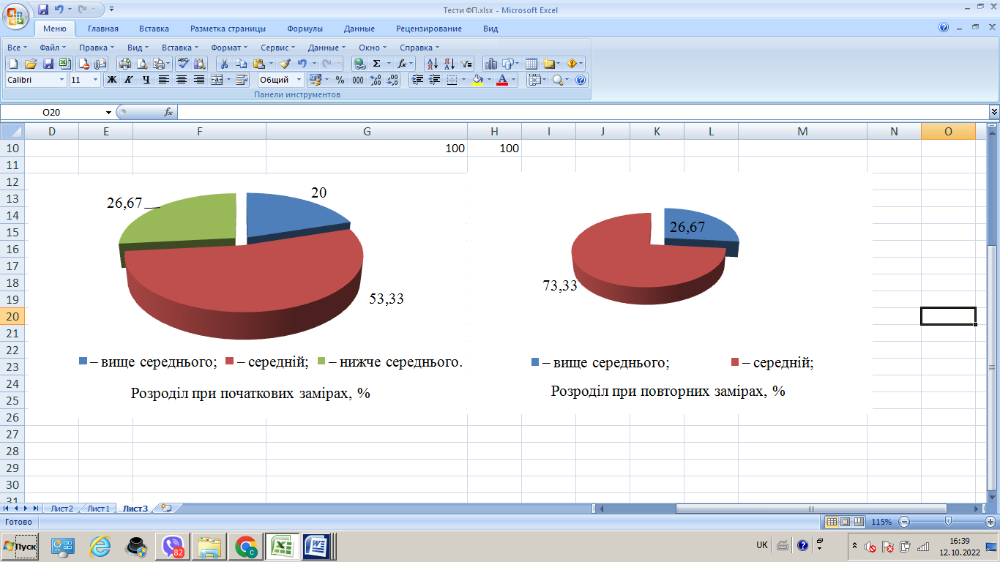 Тести ФП.xlsx - Microsoft Excel
Меню Главная Вставка Разметка страницы Формулы Данные Рецензирование Вид
Все Файл Правка Вид Вставка Формат Сервис Данные Окно Справка
Calibri 11 Ж К Ч Общий % 000
Панели инструментов
O20 fx
D E F G H I J K L M N O
10 100 100
11
12
13
14
15
16
17
18
19
20
21
22
23
24
25
26
27
28
29
30
31
26,67
20
53,33
– вище середнього; – середній; – нижче середнього.
Розроділ при початкових замірах, %
26,67
73,33
– вище середнього; – середній;
Розроділ при повторних замірах, %
Лист2 Лист1 Лист3
Готово 115%
Пуск 82 UK 16:39
12.10.2022